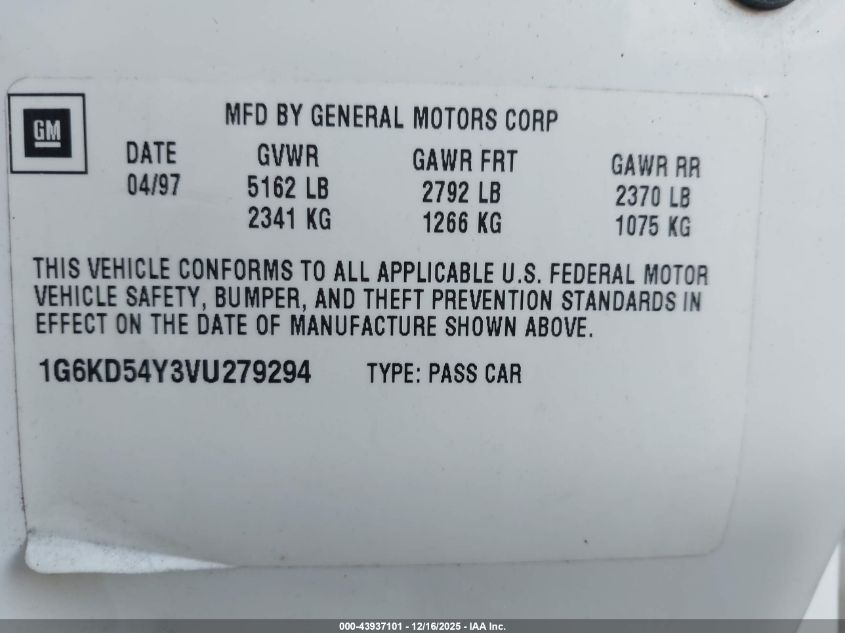 GM
MFD BY GENERAL MOTORS CORP
DATE GVWR GAWR FRT GAWR RR
04/97 5162 LB 2792 LB 2370 LB
2341 KG 1266 KG 1075 KG
THIS VEHICLE CONFORMS TO ALL APPLICABLE U.S. FEDERAL MOTOR
VEHICLE SAFETY, BUMPER, AND THEFT PREVENTION STANDARDS IN
EFFECT ON THE DATE OF MANUFACTURE SHOWN ABOVE.
1G6KD54Y3VU279294 TYPE: PASS CAR
000-43937101 - 12/16/2025 - IAA Inc.